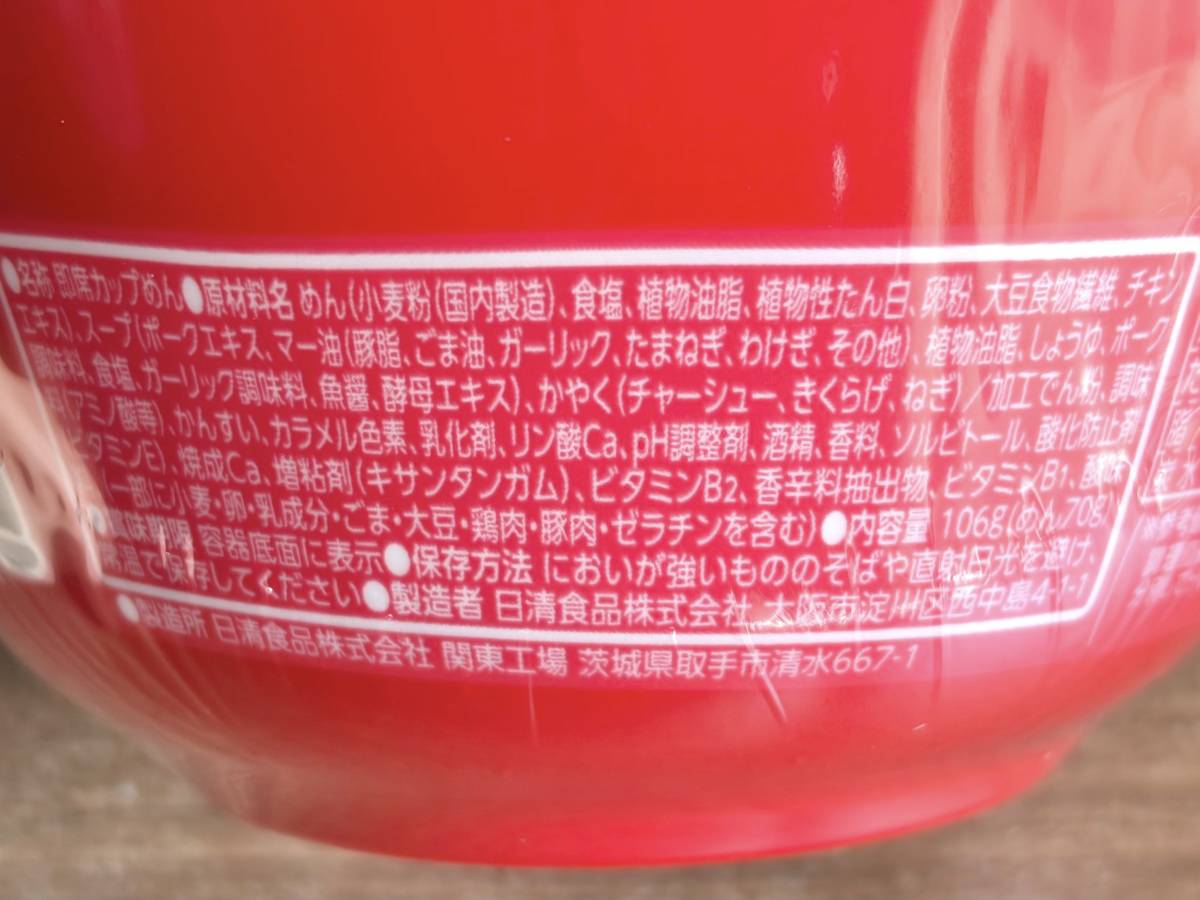 ●名称 即席カップめん●原材料名 めん(小麦粉(国内製造)、食塩、植物油脂、植物性たん白、卵粉、大豆食物繊維、チキン
エキス)、スープ(ポークエキス、マー油(豚脂、ごま油、ガーリック、たまねぎ、わけぎ、その他)、植物油脂、しょうゆ、ポーク
調味料、食塩、ガーリック調味料、魚醤、酵母エキス)、かやく(チャーシュー、きくらげ、ねぎ)/加工でん粉、調味
(アミノ酸等)、かんすい、カラメル色素、乳化剤、リン酸Ca、pH調整剤、酒精、香料、ソルビトール、酸化防止剤
ビタミンE)、焼成Ca、増粘剤(キサンタンガム)、ビタミンB2、香辛料抽出物、ビタミンB1、酸味
一部に小麦・卵・乳成分・ごま・大豆・鶏肉・豚肉・ゼラチンを含む)●内容量 106g(めん70g)
●賞味期限 容器底面に表示●保存方法 においが強いもののそばや直射日光を避け、
常温で保存してください●製造者 日清食品株式会社 大阪市淀川区西中島4-1-1
●製造所 日清食品株式会社 関東工場 茨城県取手市清水667-1